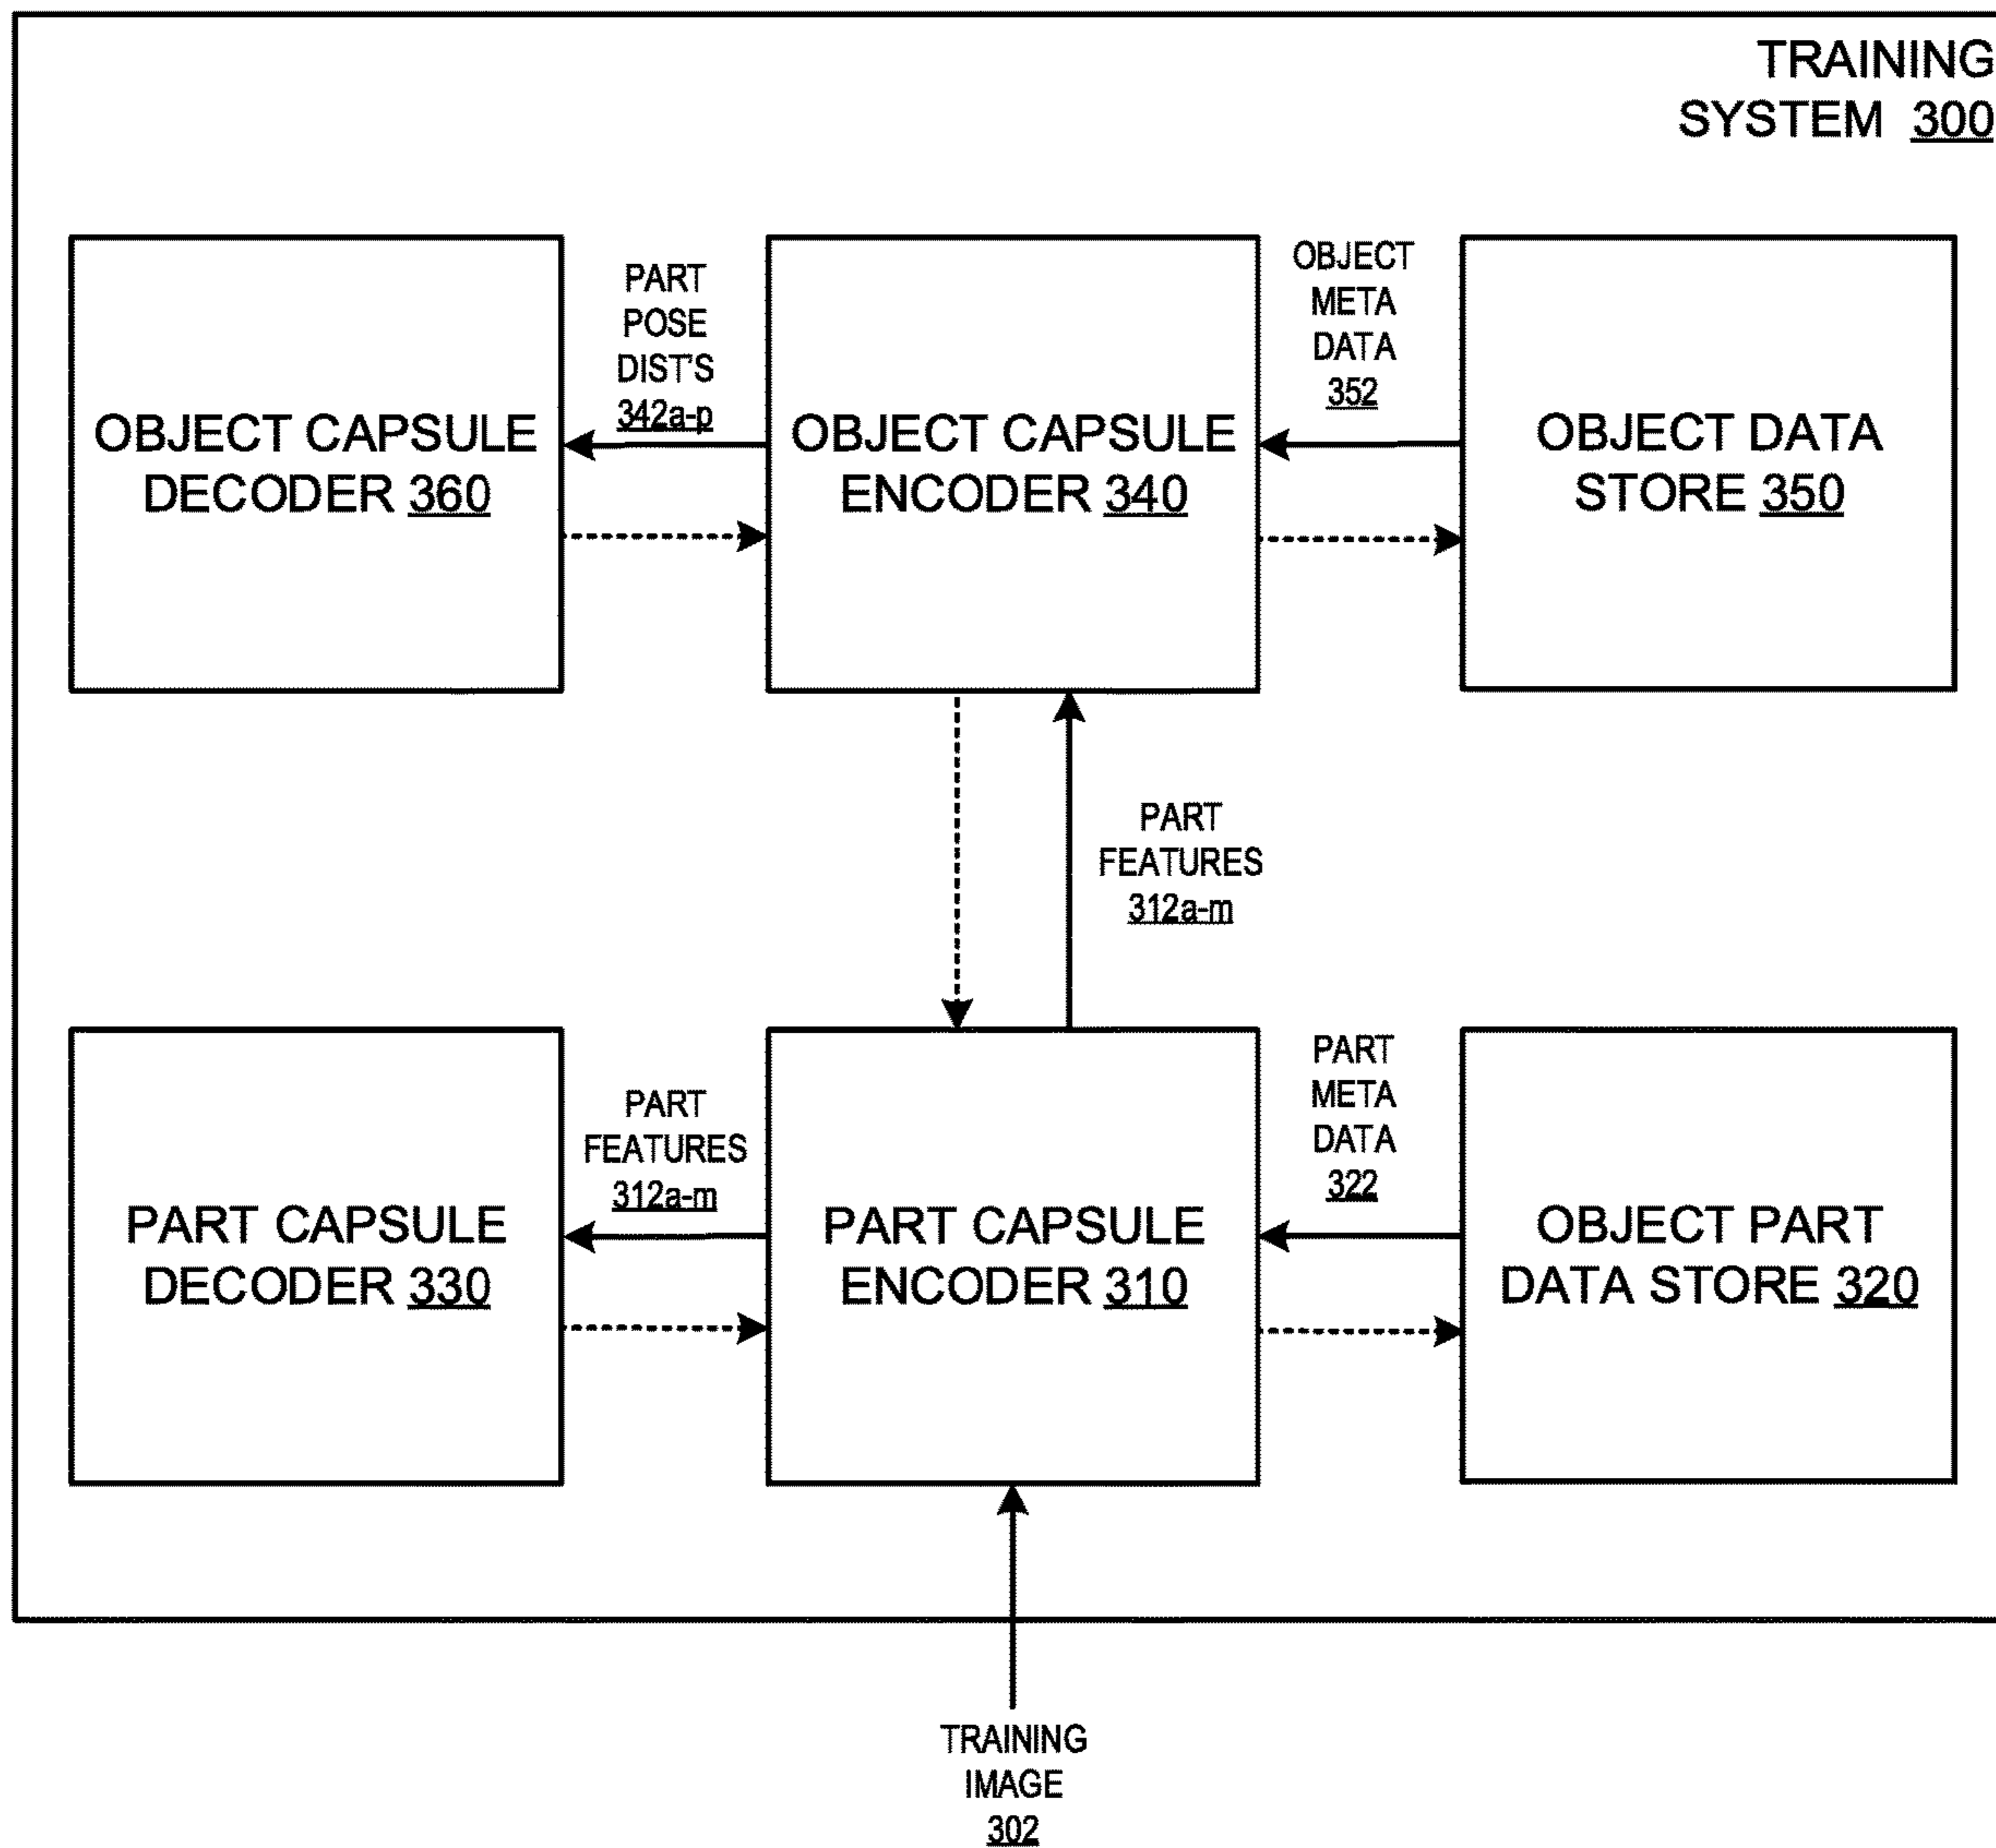 TRAINING
SYSTEM 300
PART
POSE
DIST'S
342a-p
OBJECT
META
DATA
352
OBJECT CAPSULE
DECODER 360
OBJECT CAPSULE
ENCODER 340
OBJECT DATA
STORE 350
PART
FEATURES
312a-m
PART
FEATURES
312a-m
PART
META
DATA
322
PART CAPSULE
DECODER 330
PART CAPSULE
ENCODER 310
OBJECT PART
DATA STORE 320
TRAINING
IMAGE
302